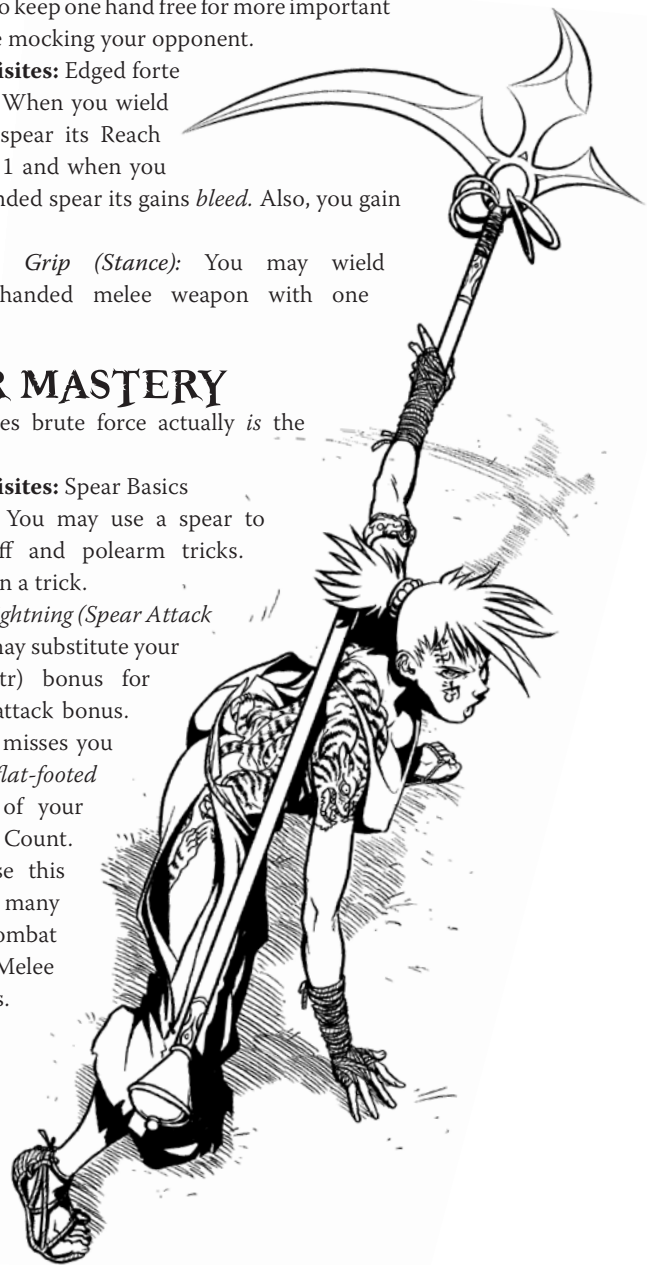 o keep one hand free for more important
e mocking your opponent.
isites: Edged forte
When you wield
spear its Reach
1 and when you
nded spear its gains bleed. Also, you gain
Grip (Stance): You may wield
handed melee weapon with one
R MASTERY
es brute force actually is the
isites: Spear Basics
You may use a spear to
ff and polearm tricks.
n a trick.
ghtning (Spear Attack
may substitute your
tr) bonus for
attack bonus.
misses you
flat-footed
of your
Count.
se this
many
ombat
Melee
s.